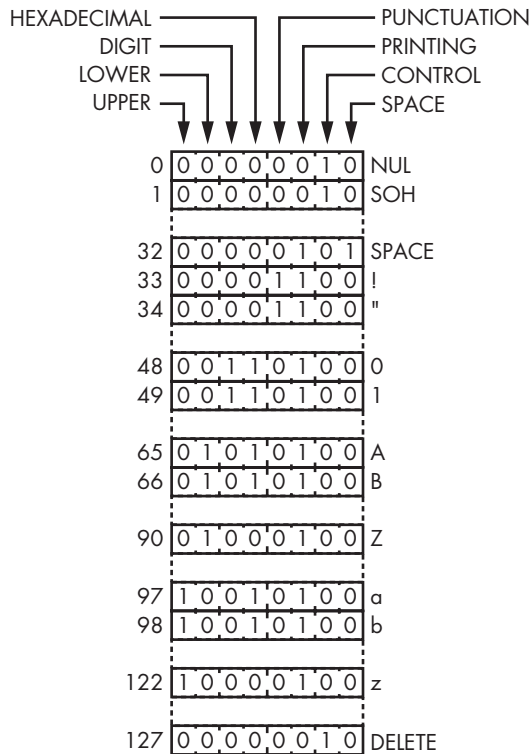 HEXADECIMAL PUNCTUATION
DIGIT PRINTING
LOWER CONTROL
UPPER SPACE
0 0 0 0 0 0 0 1 0 NUL
1 0 0 0 0 0 0 1 0 SOH
32 0 0 0 0 0 1 0 1 SPACE
33 0 0 0 0 1 1 0 0 !
34 0 0 0 0 1 1 0 0 "
48 0 0 1 1 0 1 0 0 0
49 0 0 1 1 0 1 0 0 1
65 0 1 0 1 0 1 0 0 A
66 0 1 0 1 0 1 0 0 B
90 0 1 0 0 0 1 0 0 Z
97 1 0 0 1 0 1 0 0 a
98 1 0 0 1 0 1 0 0 b
122 1 0 0 0 0 1 0 0 z
127 0 0 0 0 0 0 1 0 DELETE